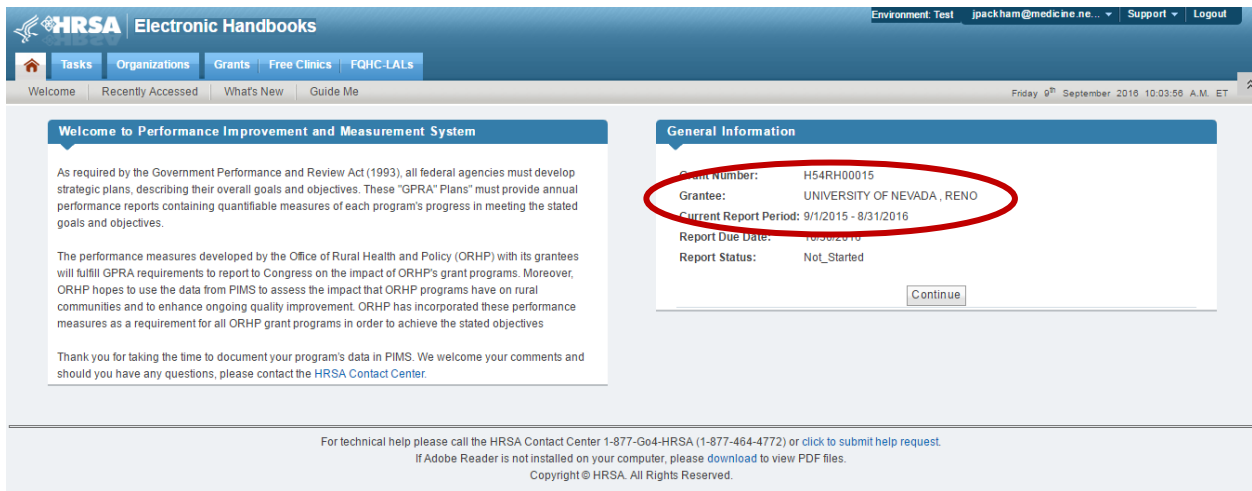 HRSA Electronic Handbooks
Environment: Test jpackham@medicine.ne... Support Logout
Tasks Organizations Grants Free Clinics FQHC-LALs
Welcome Recently Accessed What's New Guide Me
Friday 9th September 2016 10:03:56 A.M. ET
Welcome to Performance Improvement and Measurement System
As required by the Government Performance and Review Act (1993), all federal agencies must develop
strategic plans, describing their overall goals and objectives. These "GPRA" Plans" must provide annual
performance reports containing quantifiable measures of each program's progress in meeting the stated
goals and objectives.
The performance measures developed by the Office of Rural Health and Policy (ORHP) with its grantees
will fulfill GPRA requirements to report to Congress on the impact of ORHP's grant programs. Moreover,
ORHP hopes to use the data from PIMS to assess the impact that ORHP programs have on rural
communities and to enhance ongoing quality improvement. ORHP has incorporated these performance
measures as a requirement for all ORHP grant programs in order to achieve the stated objectives
Thank you for taking the time to document your program's data in PIMS. We welcome your comments and
should you have any questions, please contact the HRSA Contact Center.
General Information
Grant Number: H54RH00015
Grantee: UNIVERSITY OF NEVADA , RENO
Current Report Period: 9/1/2015 - 8/31/2016
Report Due Date:
Report Status: Not_Started
Continue
For technical help please call the HRSA Contact Center 1-877-Go4-HRSA (1-877-464-4772) or click to submit help request.
If Adobe Reader is not installed on your computer, please download to view PDF files.
Copyright © HRSA. All Rights Reserved.